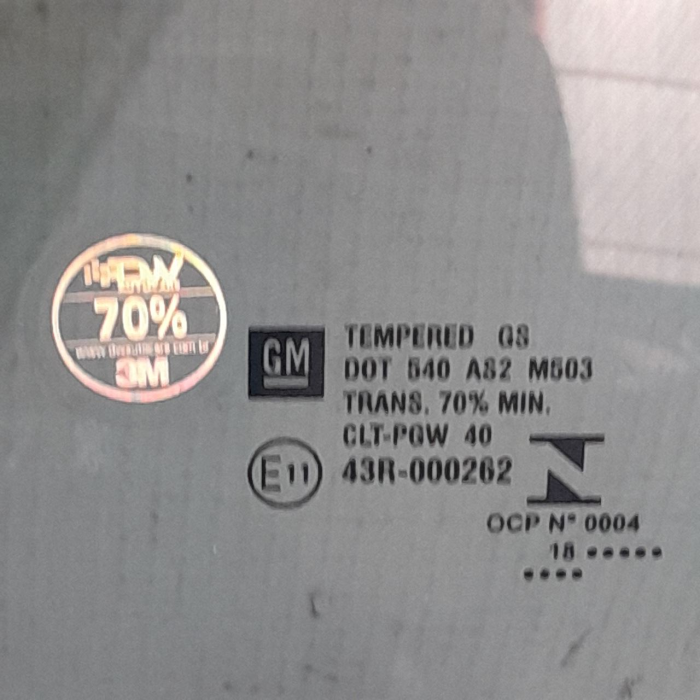 70%
3M
GM
TEMPERED GS
DOT 540 AS2 M503
TRANS. 70% MIN.
CLT-PGW 40
E11 43R-000262
OCP N° 0004
18 •••••
••••